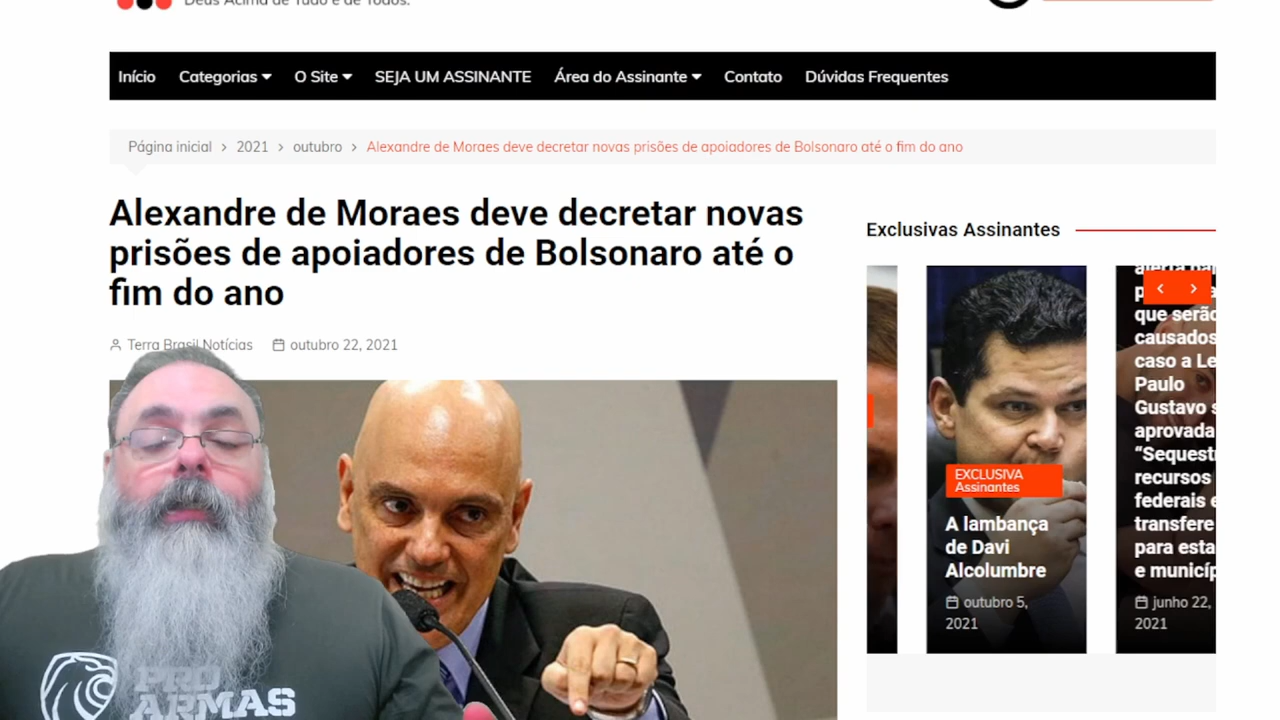 Deus Acima de Tudo e de Todos.
Início Categorias O Site SEJA UM ASSINANTE Área do Assinante Contato Dúvidas Frequentes
Página inicial > 2021 > outubro > Alexandre de Moraes deve decretar novas prisões de apoiadores de Bolsonaro até o fim do ano
Alexandre de Moraes deve decretar novas
prisões de apoiadores de Bolsonaro até o
fim do ano
Terra Brasil Notícias outubro 22, 2021
Exclusivas Assinantes
EXCLUSIVA
Assinantes
A lambança
de Davi
Alcolumbre
outubro 5,
2021
que serão
causados
caso a Le
Paulo
Gustavo s
aprovada
“Sequestr
recursos
federais e
transfere
para esta
e municíp
junho 22,
2021
PRO
ARMAS